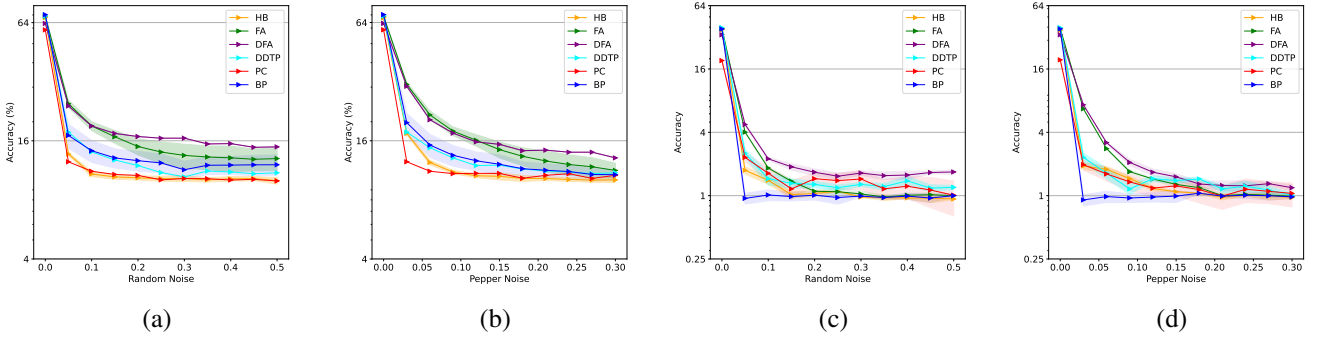 64
16
4
Accuracy (%)
0.0 0.1 0.2 0.3 0.4 0.5
Random Noise
HB
FA
DFA
DDTP
PC
BP
(a)
64
16
4
Accuracy (%)
0.00 0.05 0.10 0.15 0.20 0.25 0.30
Pepper Noise
HB
FA
DFA
DDTP
PC
BP
(b)
64
16
4
1
0.25
Accuracy
0.0 0.1 0.2 0.3 0.4 0.5
Random Noise
HB
FA
DFA
DDTP
PC
BP
(c)
64
16
4
1
0.25
Accuracy
0.00 0.05 0.10 0.15 0.20 0.25 0.30
Pepper Noise
HB
FA
DFA
DDTP
PC
BP
(d)